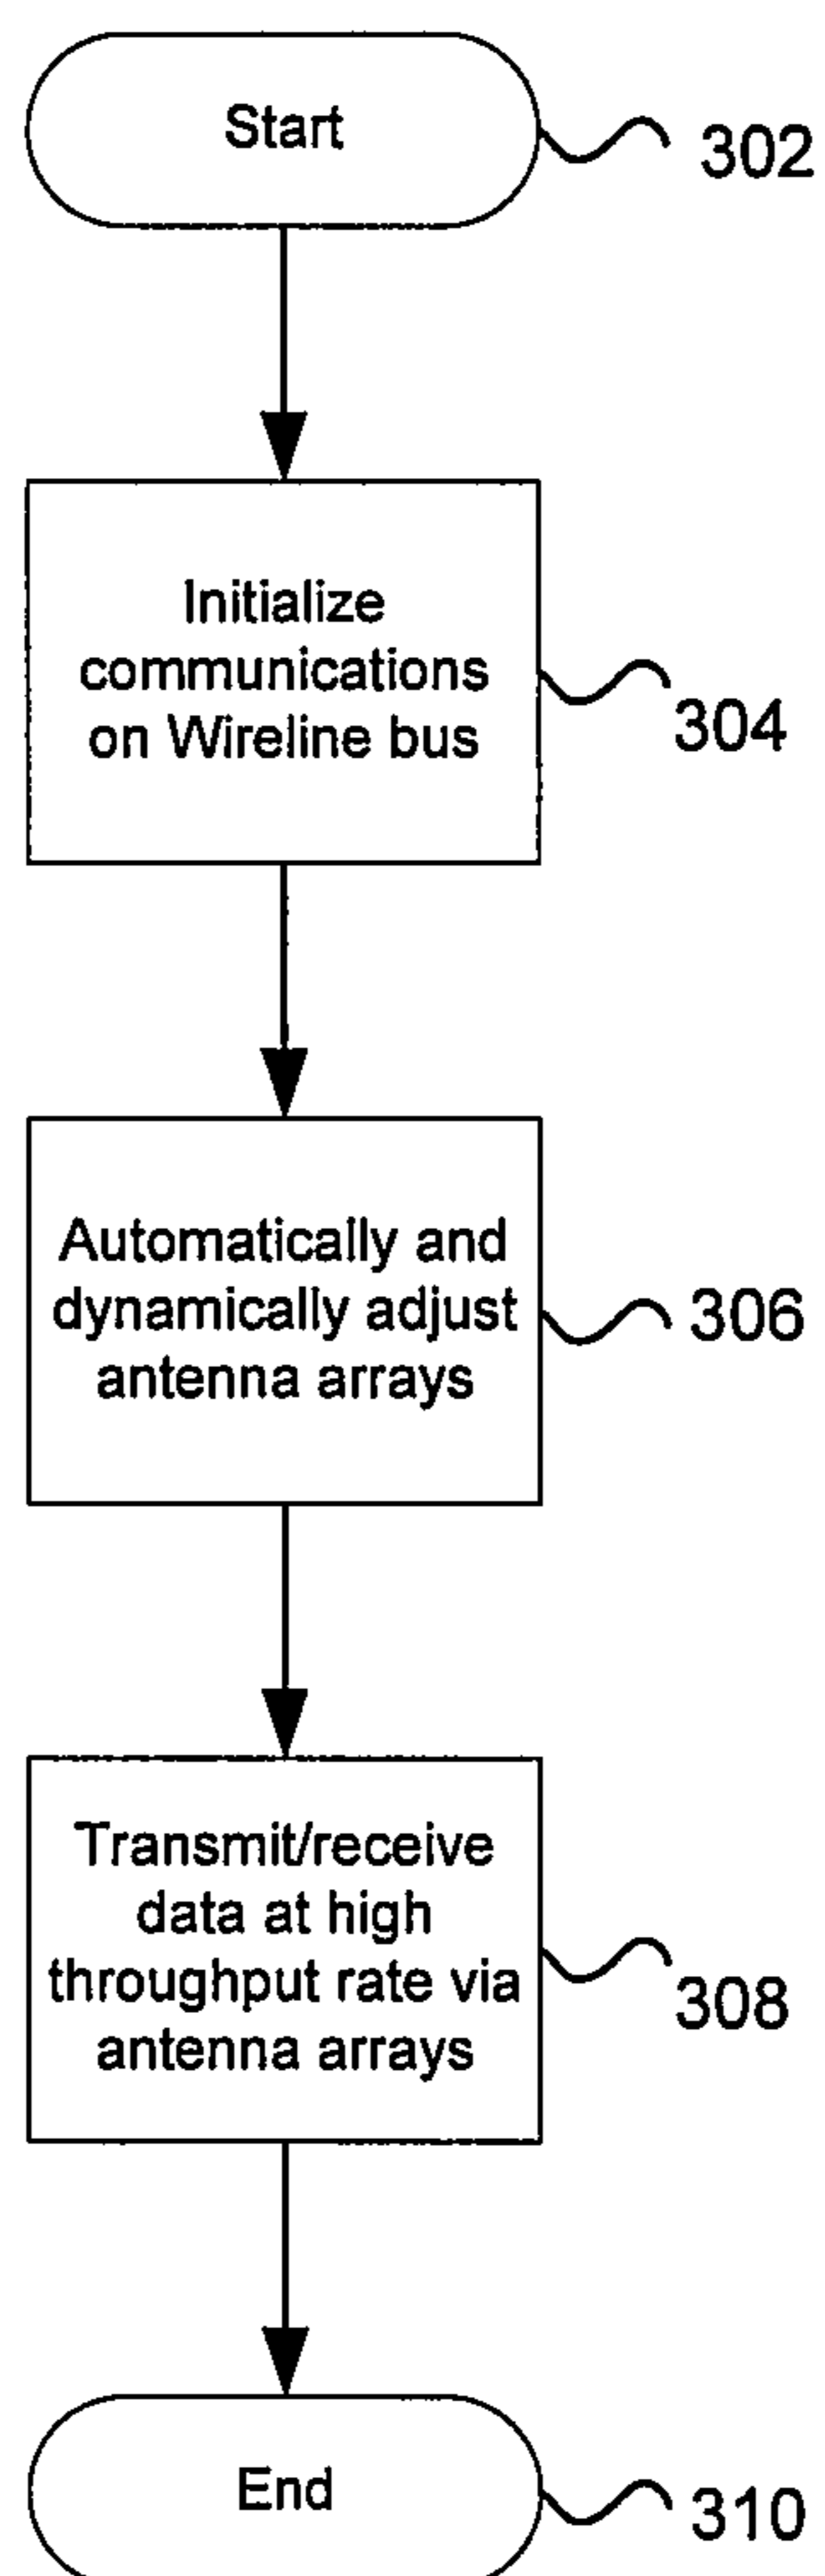 Start
302
Initialize
communications
on Wireline bus
304
Automatically and
dynamically adjust
antenna arrays
306
Transmit/receive
data at high
throughput rate via
antenna arrays
308
End
310